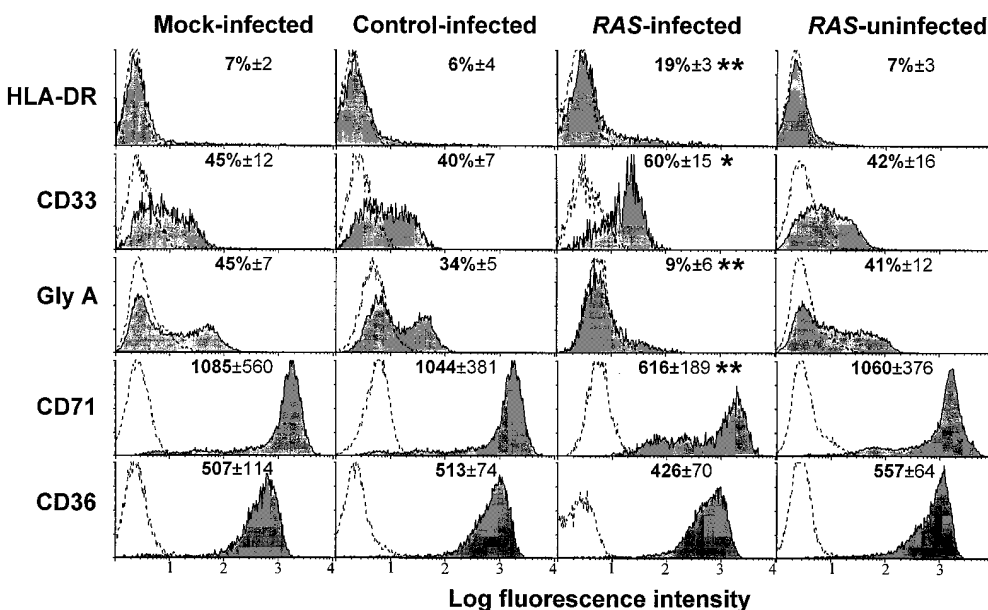 Mock-infected Control-infected RAS-infected RAS-uninfected
HLA-DR 7%±2 6%±4 19%±3 ** 7%±3
CD33 45%±12 40%±7 60%±15 * 42%±16
Gly A 45%±7 34%±5 9%±6 ** 41%±12
CD71 1085±560 1044±381 616±189 ** 1060±376
CD36 507±114 513±74 426±70 557±64
1 2 3 4 1 2 3 4 1 2 3 4 1 2 3
Log fluorescence intensity